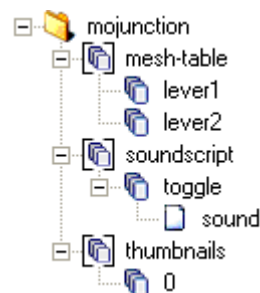 mojunction
mesh-table
lever1
lever2
soundscript
toggle
sound
thumbnails
0